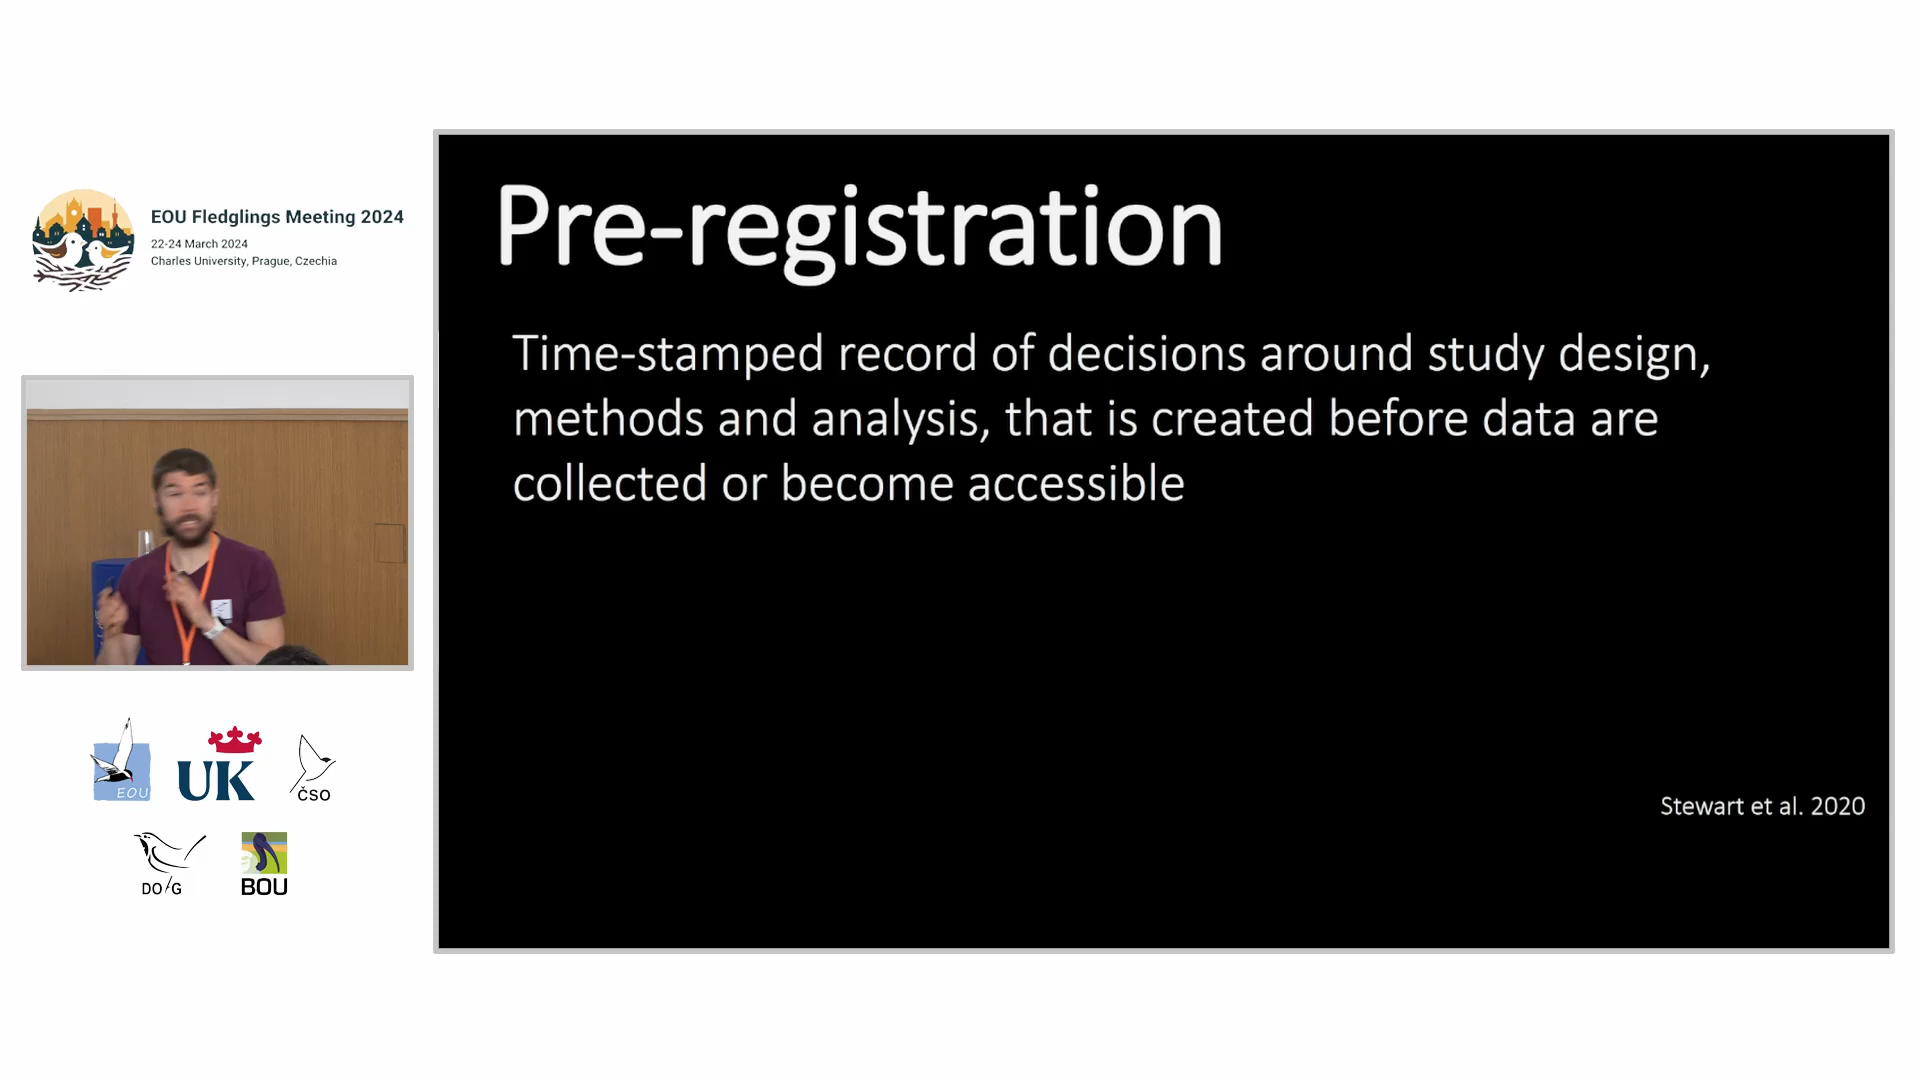 EOU Fledglings Meeting 2024
22-24 March 2024
Charles University, Prague, Czechia
Pre-registration
Time-stamped record of decisions around study design,
methods and analysis, that is created before data are
collected or become accessible
Stewart et al. 2020
EOU
UK
ČSO
DO/G
BOU